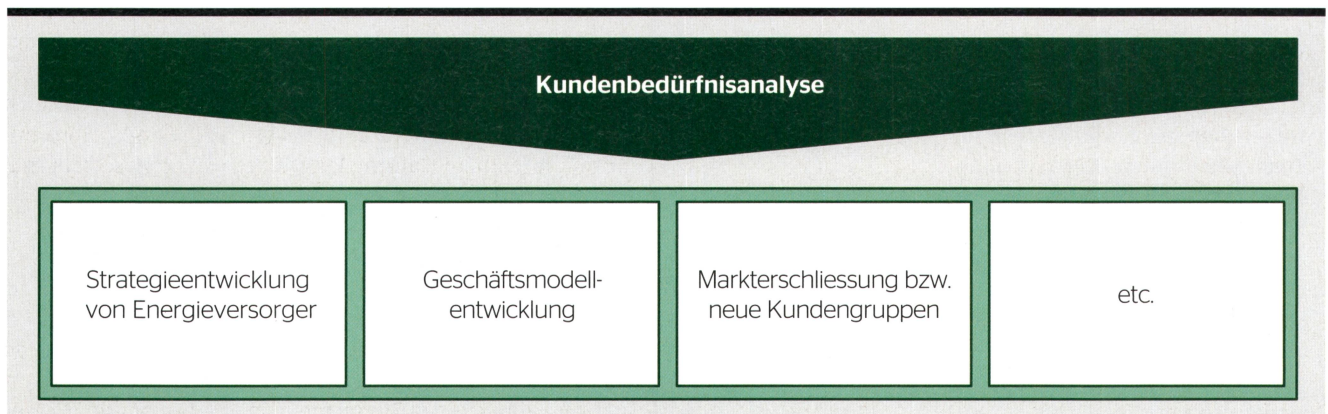 Kundenbedürfnisanalyse
Strategieentwicklung
von Energieversorger
Geschäftsmodell-
entwicklung
Markterschliessung bzw.
neue Kundengruppen
etc.